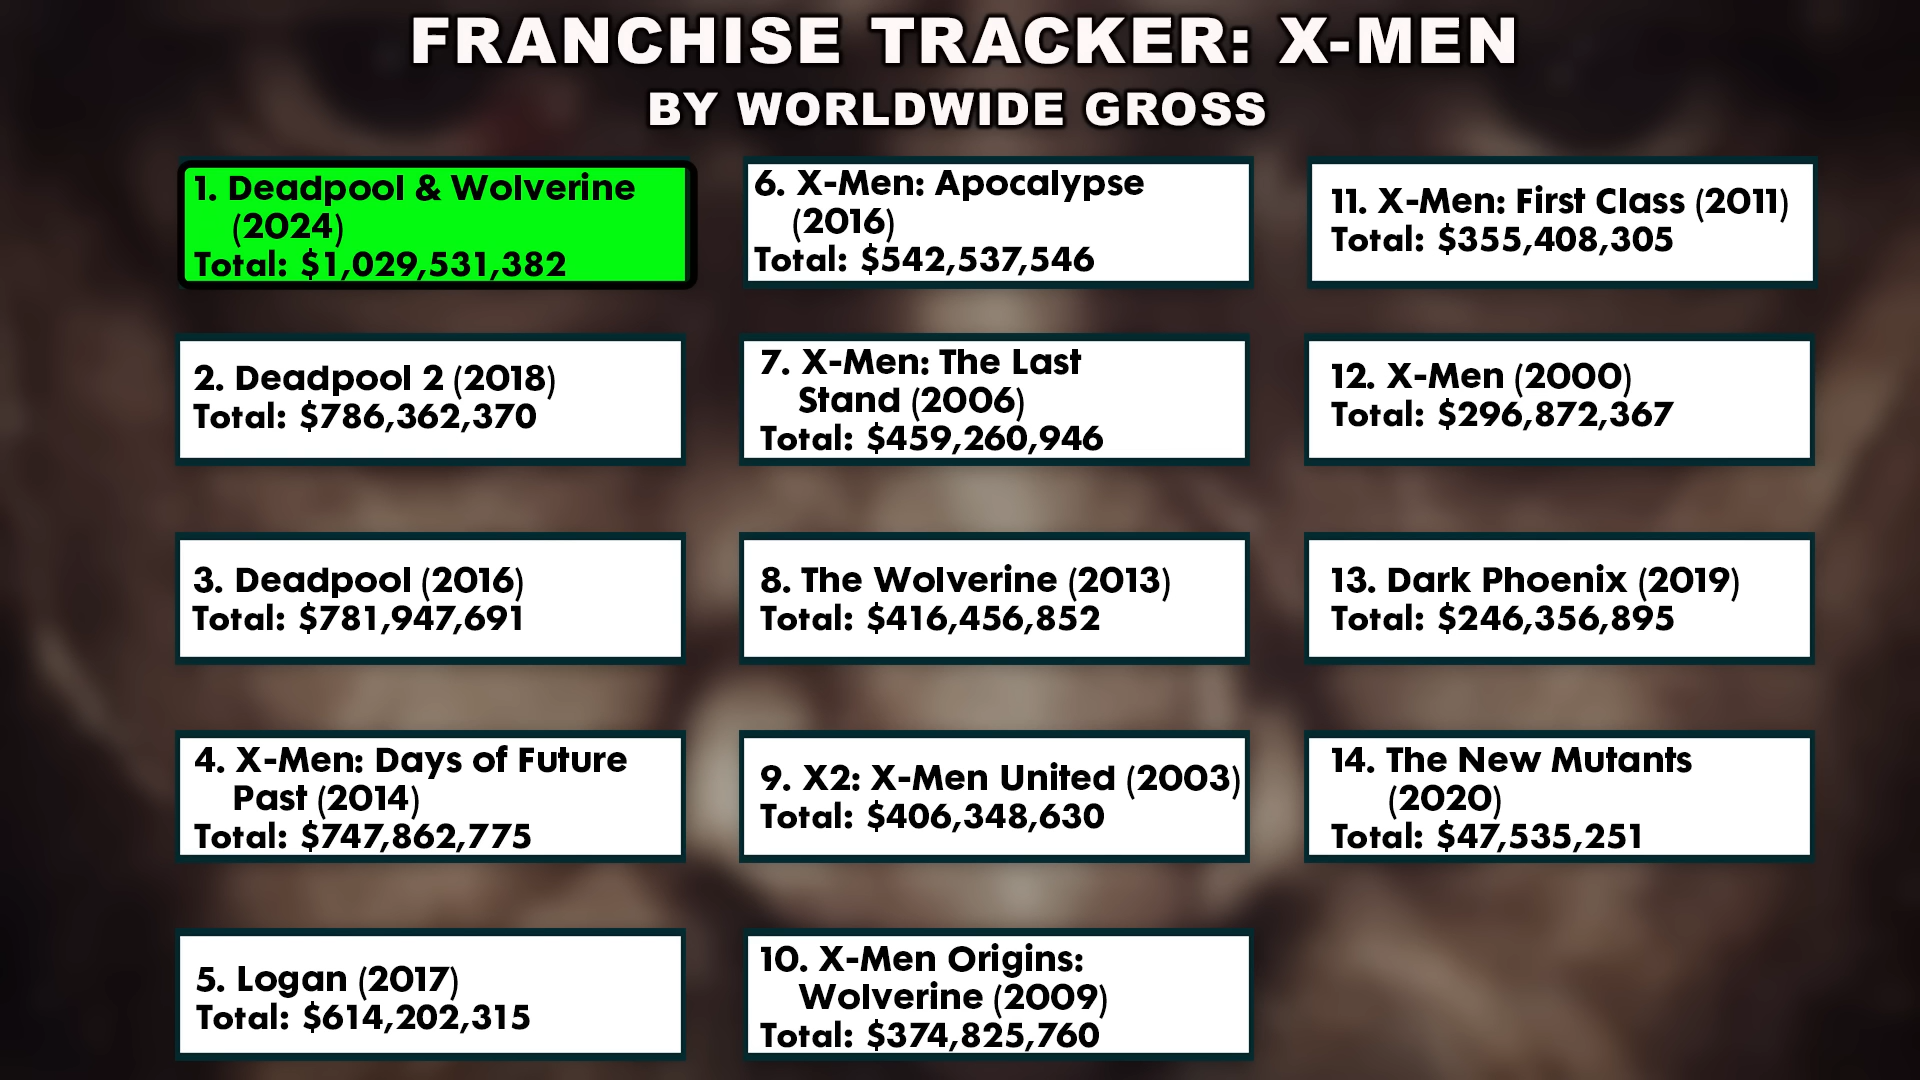 FRANCHISE TRACKER: X-MEN
BY WORLDWIDE GROSS
1. Deadpool & Wolverine
(2024)
Total: $1,029,531,382
2. Deadpool 2 (2018)
Total: $786,362,370
3. Deadpool (2016)
Total: $781,947,691
4. X-Men: Days of Future
Past (2014)
Total: $747,862,775
5. Logan (2017)
Total: $614,202,315
6. X-Men: Apocalypse
(2016)
Total: $542,537,546
7. X-Men: The Last
Stand (2006)
Total: $459,260,946
8. The Wolverine (2013)
Total: $416,456,852
9. X2: X-Men United (2003)
Total: $406,348,630
10. X-Men Origins:
Wolverine (2009)
Total: $374,825,760
11. X-Men: First Class (2011)
Total: $355,408,305
12. X-Men (2000)
Total: $296,872,367
13. Dark Phoenix (2019)
Total: $246,356,895
14. The New Mutants
(2020)
Total: $47,535,251